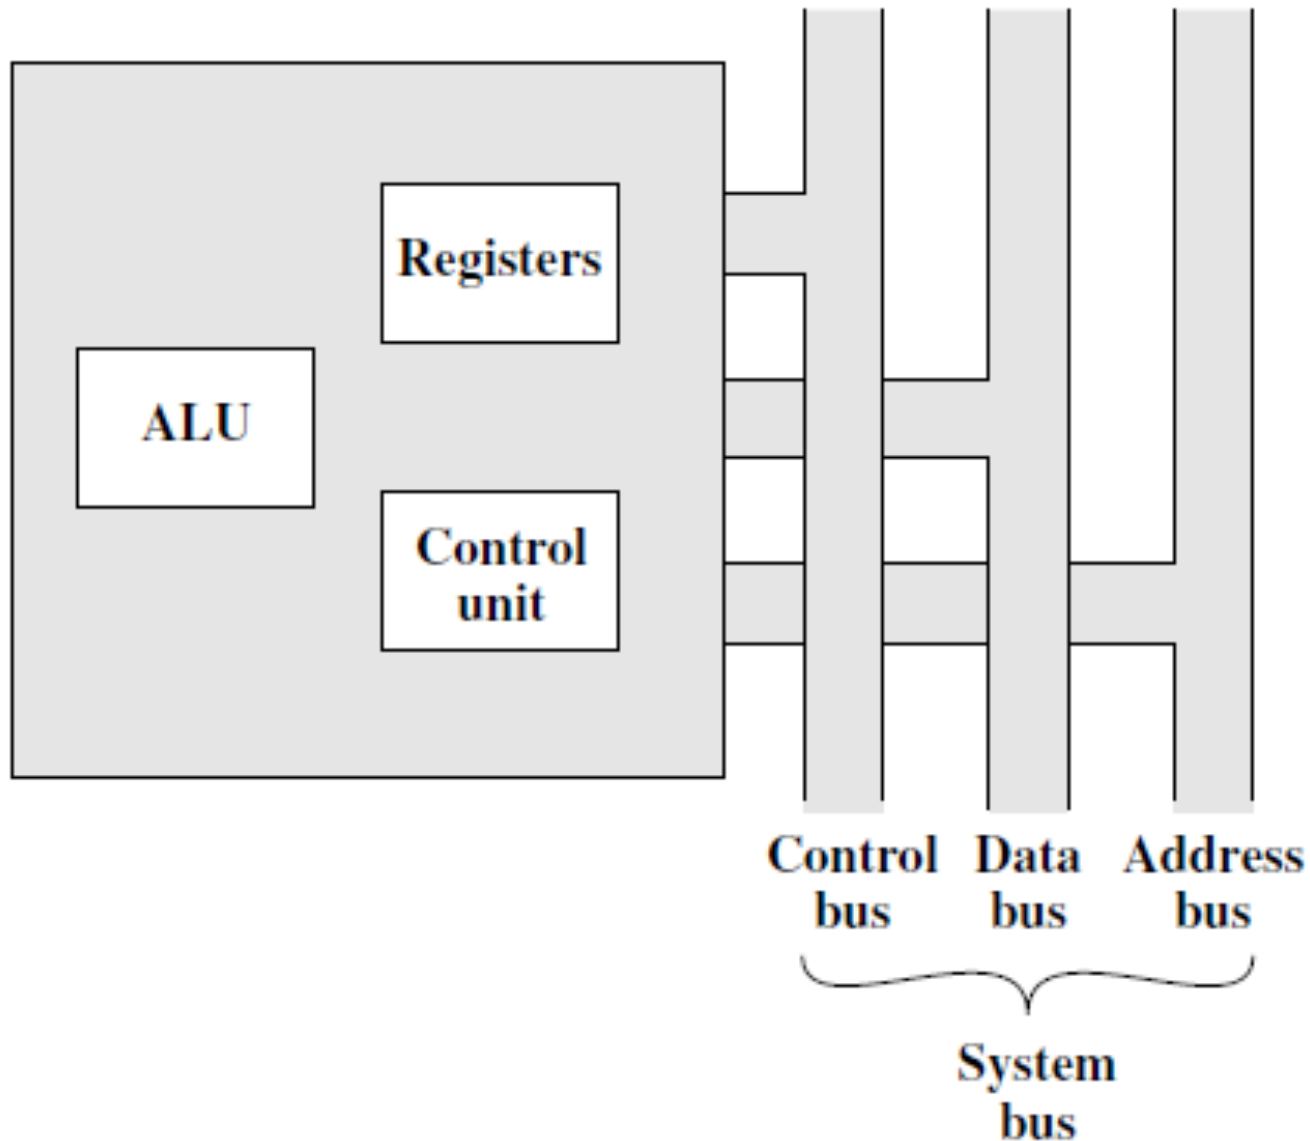 Registers
ALU
Control
unit
Control
bus
Data
bus
Address
bus
System
bus